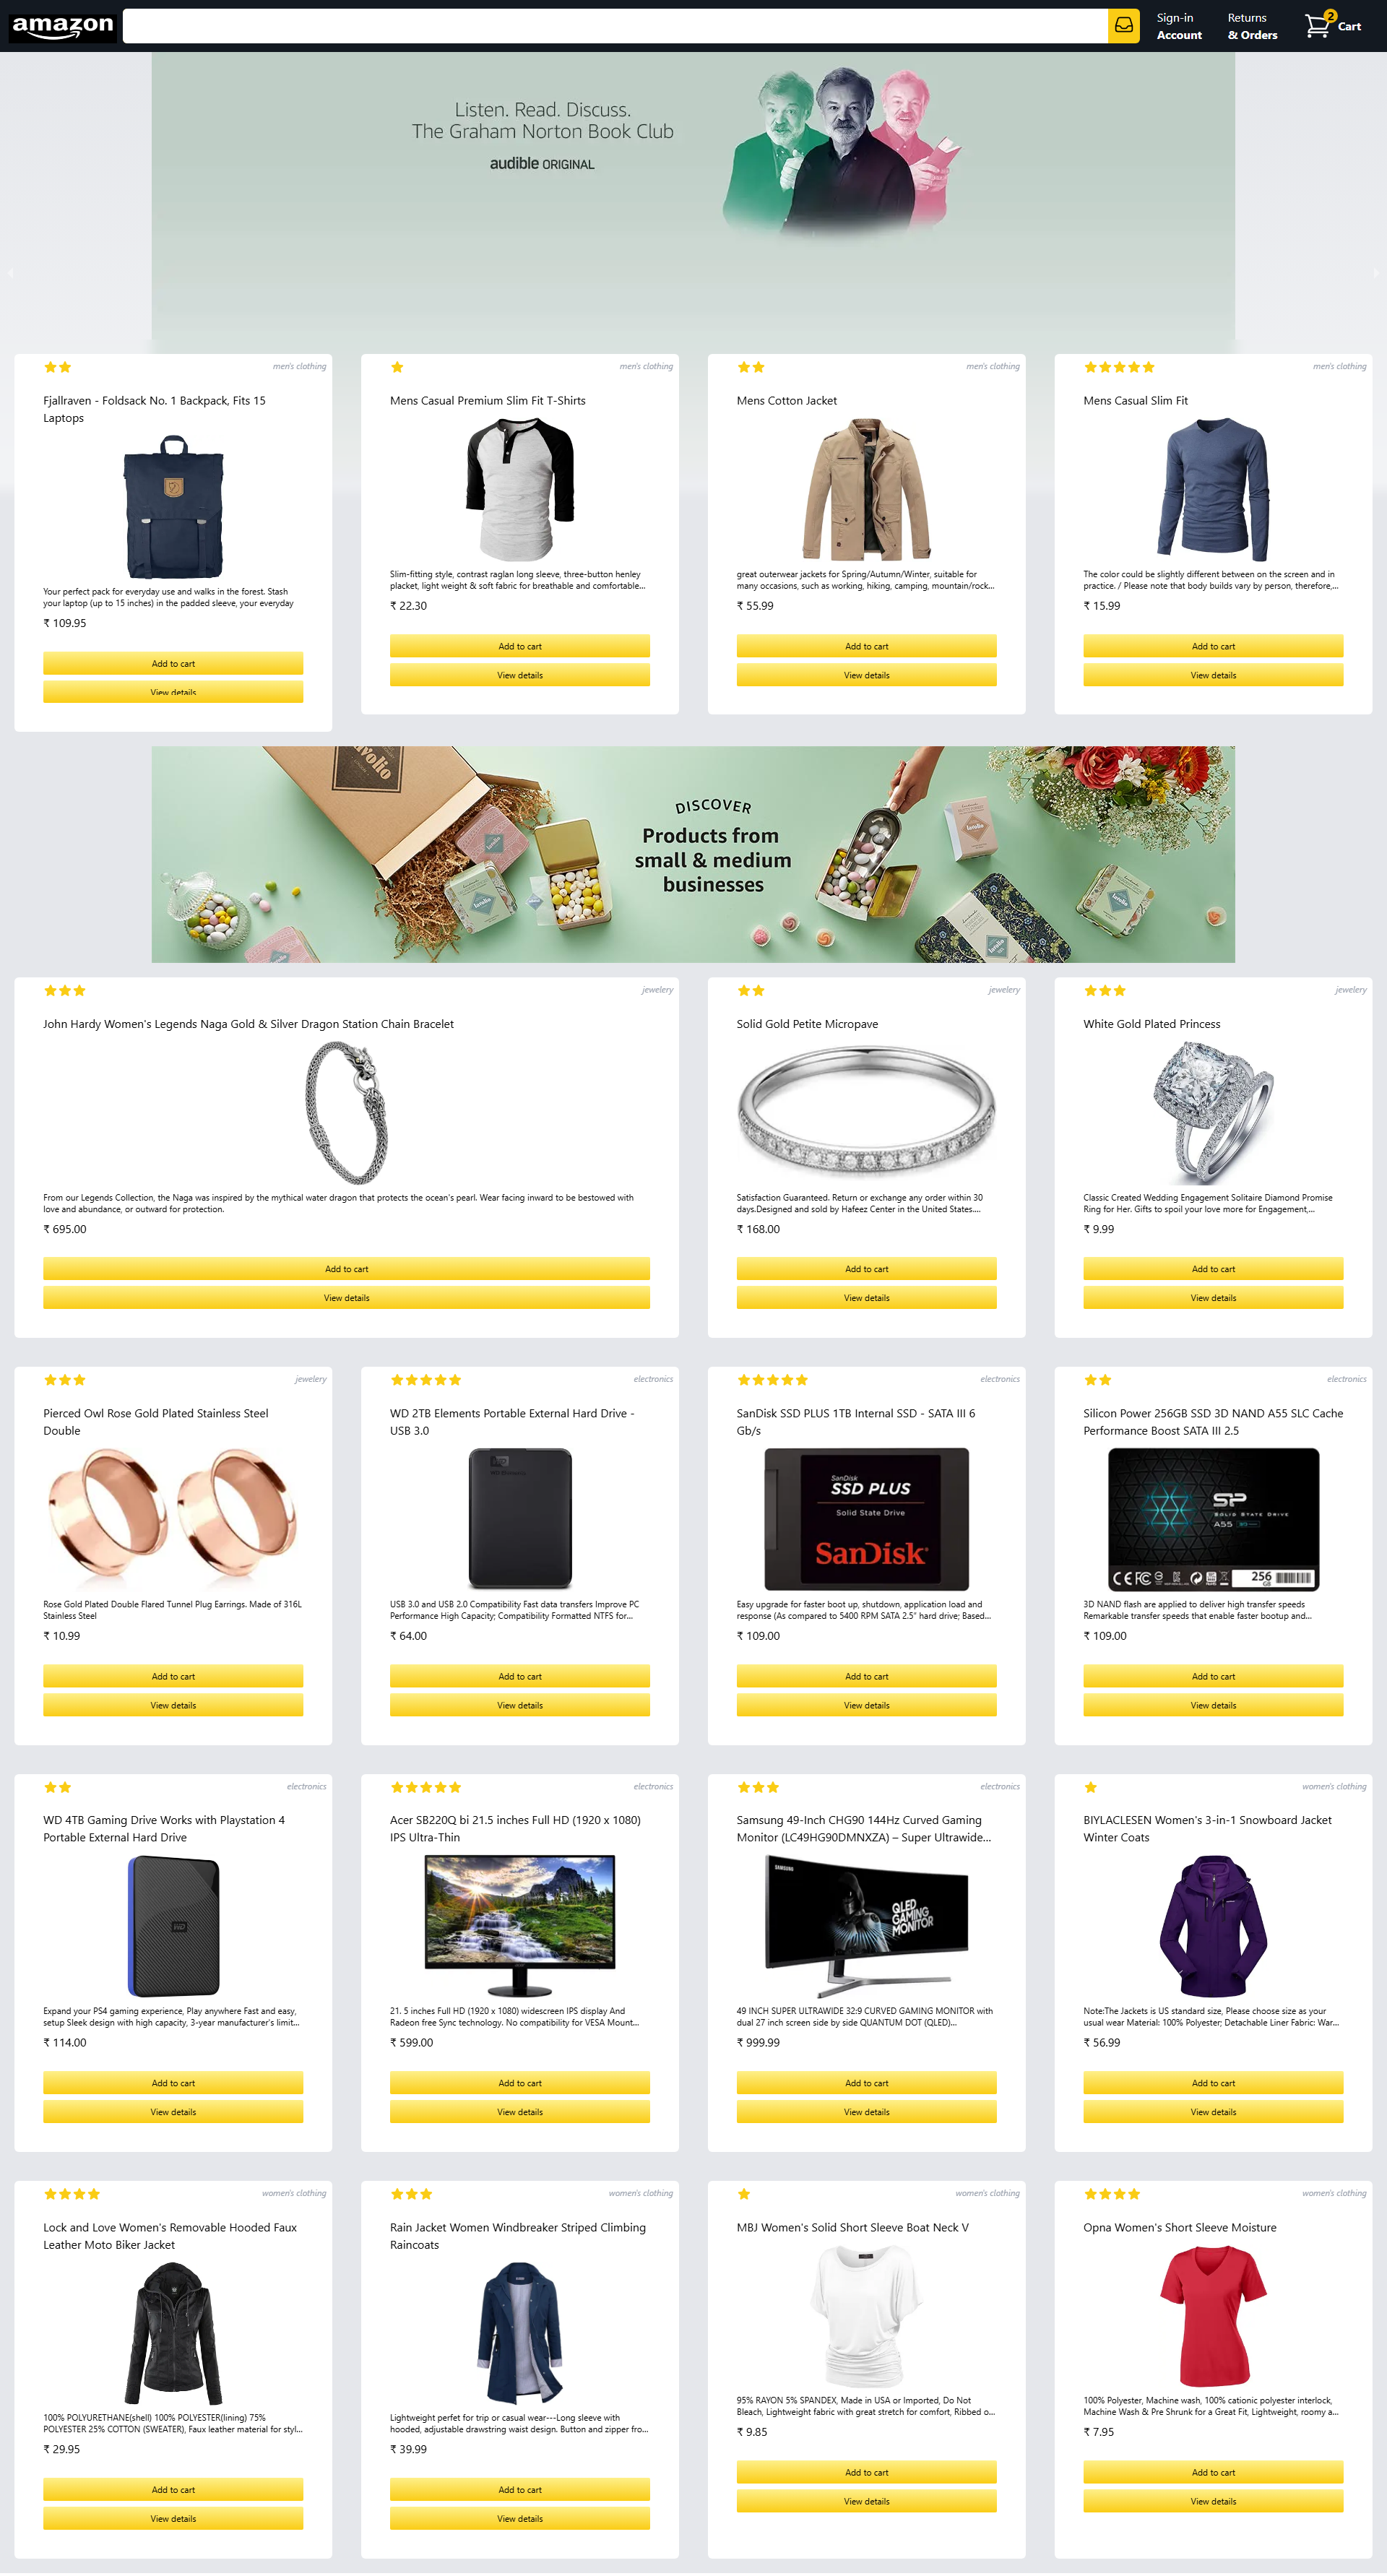 amazon
Sign-in
Account
Returns
& Orders
2
Cart
Listen. Read. Discuss.
The Graham Norton Book Club
audible ORIGINAL
men's clothing
Fjallraven - Foldsack No. 1 Backpack, Fits 15
Laptops
Your perfect pack for everyday use and walks in the forest. Stash
your laptop (up to 15 inches) in the padded sleeve, your everyday
₹ 109.95
Add to cart
View details
men's clothing
Mens Casual Premium Slim Fit T-Shirts
Slim-fitting style, contrast raglan long sleeve, three-button henley
placket, light weight & soft fabric for breathable and comfortable...
₹ 22.30
Add to cart
View details
men's clothing
Mens Cotton Jacket
great outerwear jackets for Spring/Autumn/Winter, suitable for
many occasions, such as working, hiking, camping, mountain/rock...
₹ 55.99
Add to cart
View details
men's clothing
Mens Casual Slim Fit
The color could be slightly different between on the screen and in
practice. / Please note that body builds vary by person, therefore,...
₹ 15.99
Add to cart
View details
DISCOVER
Products from
small & medium
businesses
jewelery
John Hardy Women's Legends Naga Gold & Silver Dragon Station Chain Bracelet
From our Legends Collection, the Naga was inspired by the mythical water dragon that protects the ocean's pearl. Wear facing inward to be bestowed with
love and abundance, or outward for protection.
₹ 695.00
Add to cart
View details
jewelery
Solid Gold Petite Micropave
Satisfaction Guaranteed. Return or exchange any order within 30
days.Designed and sold by Hafeez Center in the United States....
₹ 168.00
Add to cart
View details
jewelery
White Gold Plated Princess
Classic Created Wedding Engagement Solitaire Diamond Promise
Ring for Her. Gifts to spoil your love more for Engagement,...
₹ 9.99
Add to cart
View details
jewelery
Pierced Owl Rose Gold Plated Stainless Steel
Double
Rose Gold Plated Double Flared Tunnel Plug Earrings. Made of 316L
Stainless Steel
₹ 10.99
Add to cart
View details
electronics
WD 2TB Elements Portable External Hard Drive -
USB 3.0
USB 3.0 and USB 2.0 Compatibility Fast data transfers Improve PC
Performance High Capacity; Compatibility Formatted NTFS for...
₹ 64.00
Add to cart
View details
electronics
SanDisk SSD PLUS 1TB Internal SSD - SATA III 6
Gb/s
SanDisk
SSD PLUS
Solid State Drive
SanDisk
Easy upgrade for faster boot up, shutdown, application load and
response (As compared to 5400 RPM SATA 2.5” hard drive; Based...
₹ 109.00
Add to cart
View details
electronics
Silicon Power 256GB SSD 3D NAND A55 SLC Cache
Performance Boost SATA III 2.5
SP
SOLID STATE DRIVE
A55
256
GB
3D NAND flash are applied to deliver high transfer speeds
Remarkable transfer speeds that enable faster bootup and...
₹ 109.00
Add to cart
View details
electronics
WD 4TB Gaming Drive Works with Playstation 4
Portable External Hard Drive
WD
Expand your PS4 gaming experience, Play anywhere Fast and easy,
setup Sleek design with high capacity, 3-year manufacturer's limit...
₹ 114.00
Add to cart
View details
electronics
Acer SB220Q bi 21.5 inches Full HD (1920 x 1080)
IPS Ultra-Thin
21. 5 inches Full HD (1920 x 1080) widescreen IPS display And
Radeon free Sync technology. No compatibility for VESA Mount...
₹ 599.00
Add to cart
View details
electronics
Samsung 49-Inch CHG90 144Hz Curved Gaming
Monitor (LC49HG90DMNXZA) – Super Ultrawide...
SAMSUNG
QLED
GAMING
MONITOR
49 INCH SUPER ULTRAWIDE 32:9 CURVED GAMING MONITOR with
dual 27 inch screen side by side QUANTUM DOT (QLED)...
₹ 999.99
Add to cart
View details
women's clothing
BIYLACLESEN Women's 3-in-1 Snowboard Jacket
Winter Coats
Note:The Jackets is US standard size, Please choose size as your
usual wear Material: 100% Polyester; Detachable Liner Fabric: War...
₹ 56.99
Add to cart
View details
women's clothing
Lock and Love Women's Removable Hooded Faux
Leather Moto Biker Jacket
100% POLYURETHANE(shell) 100% POLYESTER(lining) 75%
POLYESTER 25% COTTON (SWEATER), Faux leather material for styl...
₹ 29.95
Add to cart
View details
women's clothing
Rain Jacket Women Windbreaker Striped Climbing
Raincoats
Lightweight perfet for trip or casual wear---Long sleeve with
hooded, adjustable drawstring waist design. Button and zipper fro...
₹ 39.99
Add to cart
View details
women's clothing
MBJ Women's Solid Short Sleeve Boat Neck V
95% RAYON 5% SPANDEX, Made in USA or Imported, Do Not
Bleach, Lightweight fabric with great stretch for comfort, Ribbed o...
₹ 9.85
Add to cart
View details
women's clothing
Opna Women's Short Sleeve Moisture
100% Polyester, Machine wash, 100% cationic polyester interlock,
Machine Wash & Pre Shrunk for a Great Fit, Lightweight, roomy a...
₹ 7.95
Add to cart
View details